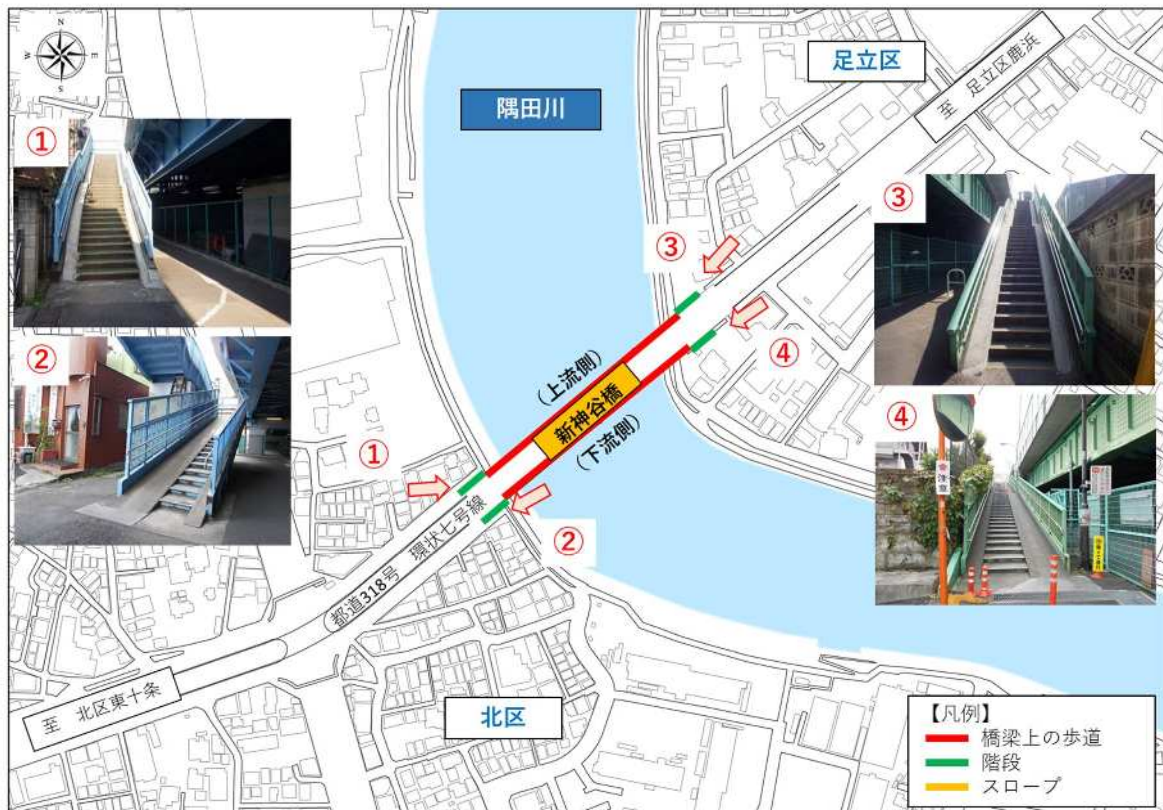 N
E
S
W
足立区
隅田川
至 足立区鹿浜
①
③
③
②
(上流側)
④
新神谷橋
(下流側)
①
④
注意
②
都道318号 環状七号線
至 北区東十条
北区
【凡例】
橋梁上の歩道
階段
スロープ